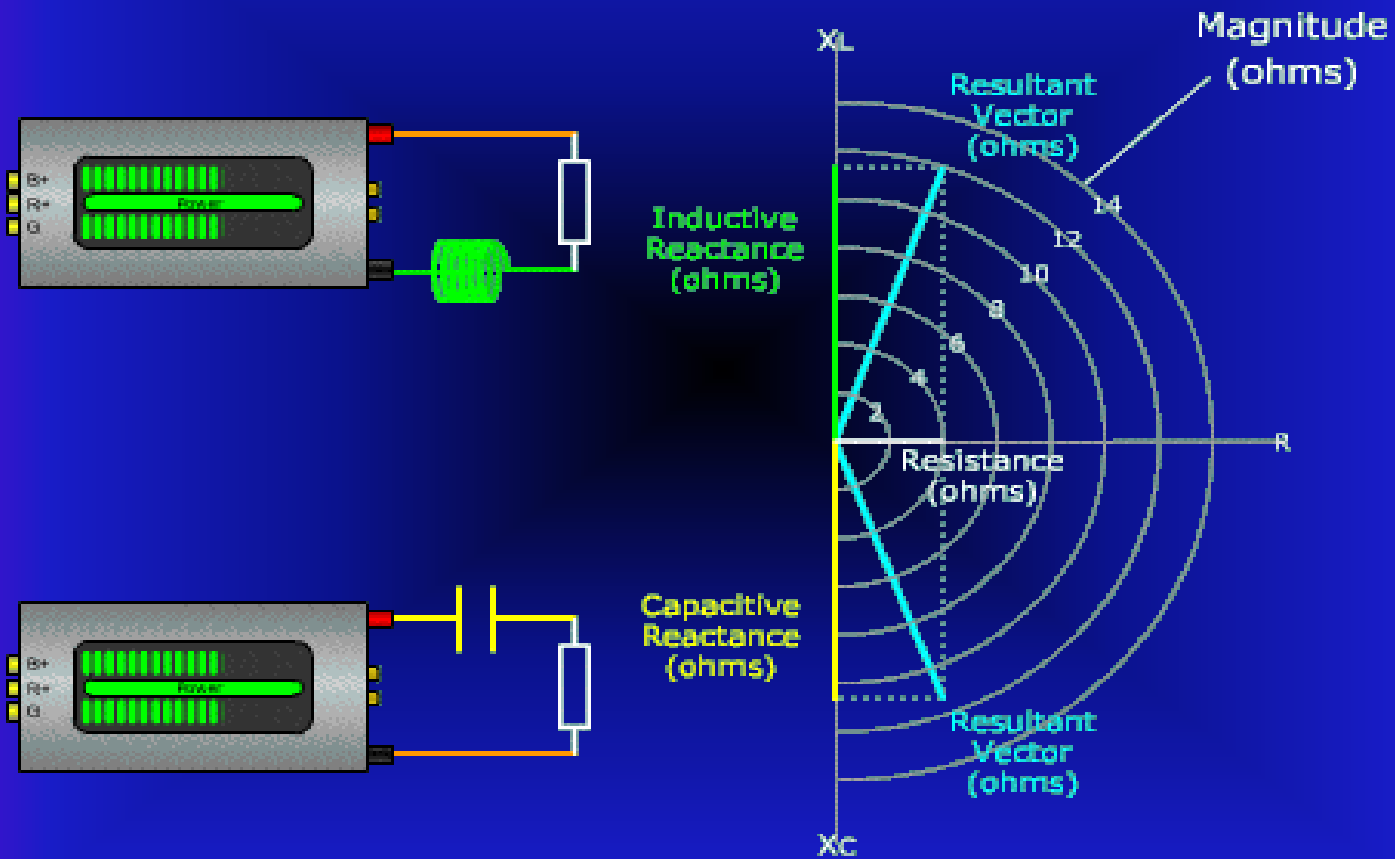 XL
Magnitude
(ohms)
Resultant
Vector
(ohms)
B+
R+
G
Power
Inductive
Reactance
(ohms)
14
12
10
8
6
4
2
R
Resistance
(ohms)
Capacitive
Reactance
(ohms)
B+
R+
G
Power
Resultant
Vector
(ohms)
XC